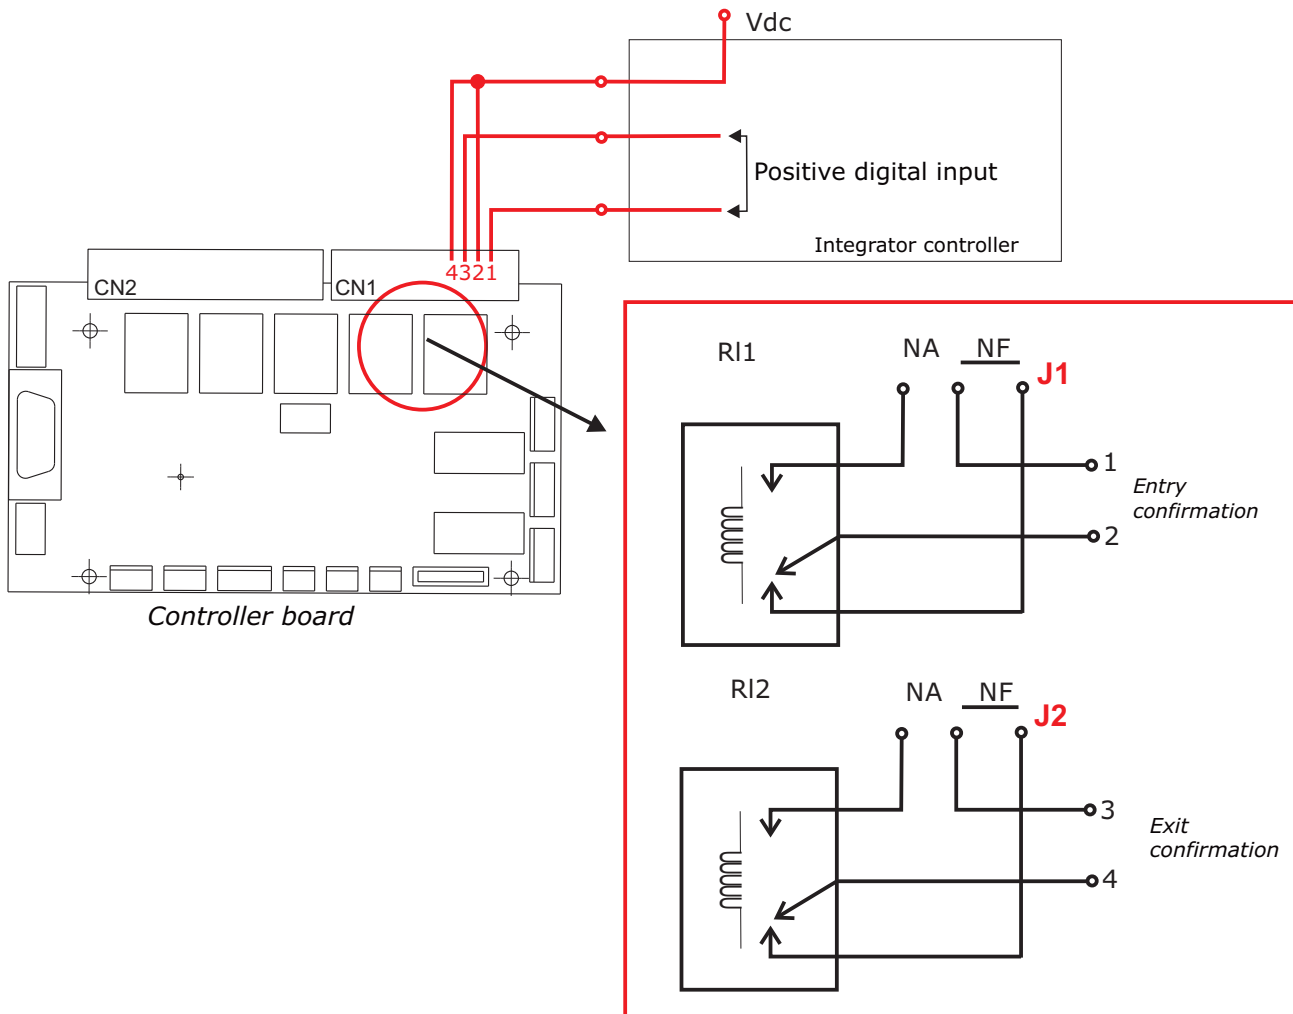 Vdc
Positive digital input
Integrator controller
4321
CN2
CN1
Controller board
Rl1
NA
NF
J1
1
Entry
confirmation
2
Rl2
NA
NF
J2
3
Exit
confirmation
4